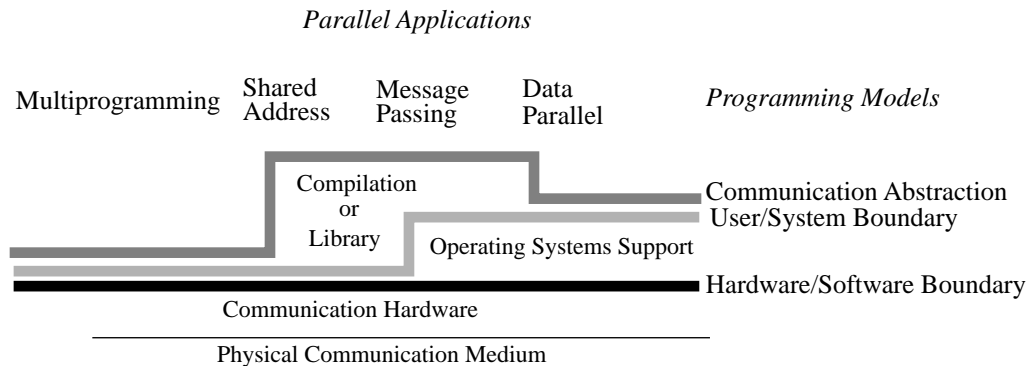 Parallel Applications
Multiprogramming
Shared
Address
Message
Passing
Data
Parallel
Programming Models
Compilation
or
Library
Communication Abstraction
User/System Boundary
Operating Systems Support
Hardware/Software Boundary
Communication Hardware
Physical Communication Medium